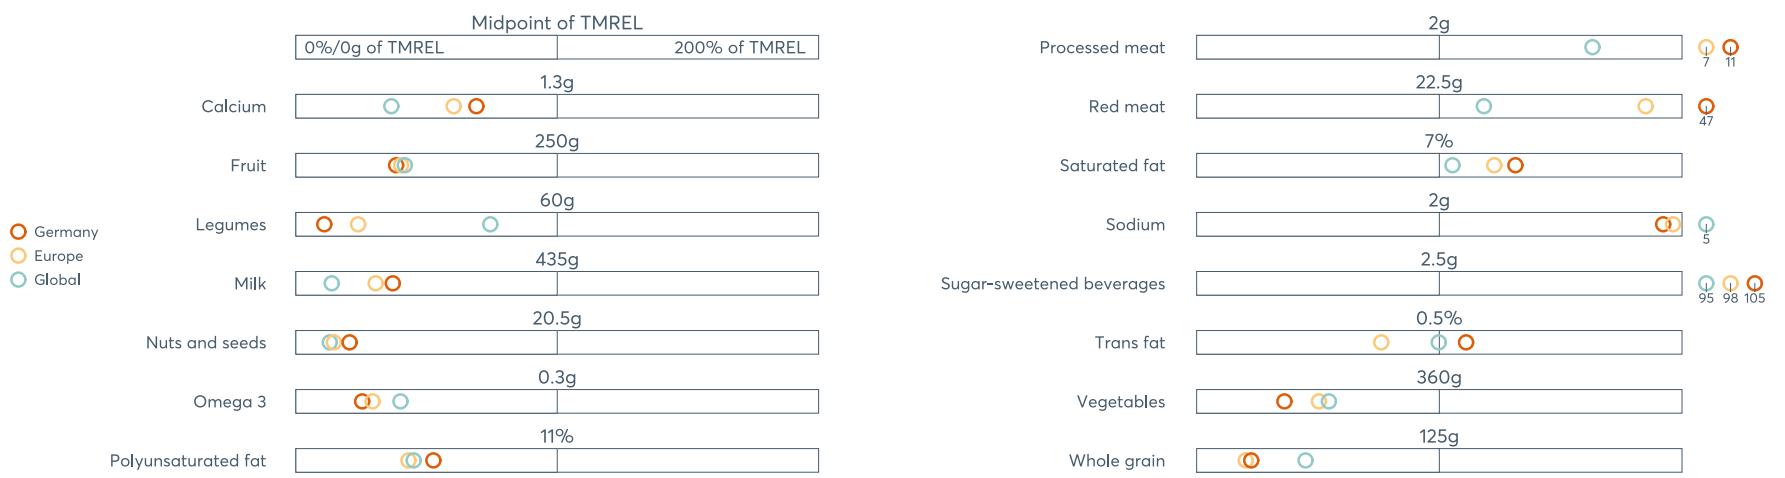 Midpoint of TMREL
0%/0g of TMREL 200% of TMREL
Calcium 1.3g
Fruit 250g
Legumes 60g
Milk 435g
Nuts and seeds 20.5g
Omega 3 0.3g
Polyunsaturated fat 11%
Germany
Europe
Global
Processed meat 2g
7 11
Red meat 22.5g
47
Saturated fat 7%
Sodium 2g
5
Sugar-sweetened beverages 2.5g
95 98 105
Trans fat 0.5%
Vegetables 360g
Whole grain 125g